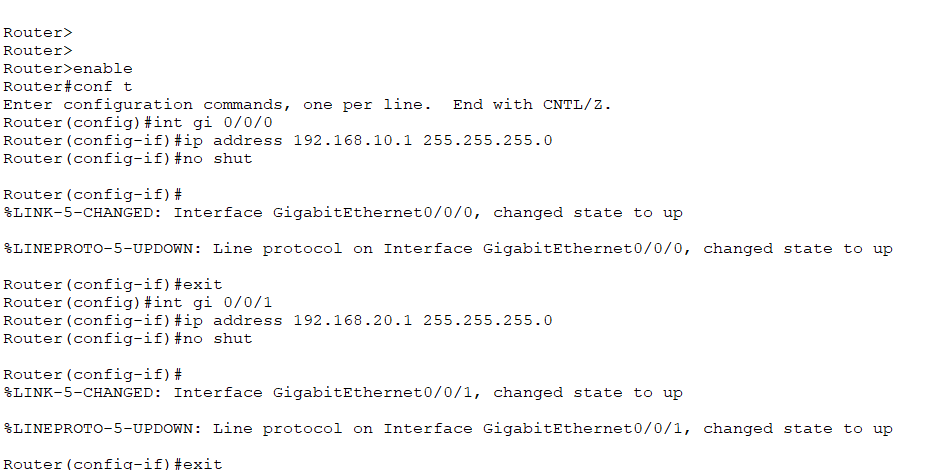 Router>
Router>
Router>enable
Router#conf t
Enter configuration commands, one per line.  End with CNTL/Z.
Router(config)#int gi 0/0/0
Router(config-if)#ip address 192.168.10.1 255.255.255.0
Router(config-if)#no shut
Router(config-if)#
%LINK-5-CHANGED: Interface GigabitEthernet0/0/0, changed state to up
%LINEPROTO-5-UPDOWN: Line protocol on Interface GigabitEthernet0/0/0, changed state to up
Router(config-if)#exit
Router(config)#int gi 0/0/1
Router(config-if)#ip address 192.168.20.1 255.255.255.0
Router(config-if)#no shut
Router(config-if)#
%LINK-5-CHANGED: Interface GigabitEthernet0/0/1, changed state to up
%LINEPROTO-5-UPDOWN: Line protocol on Interface GigabitEthernet0/0/1, changed state to up
Router(config-if)#exit